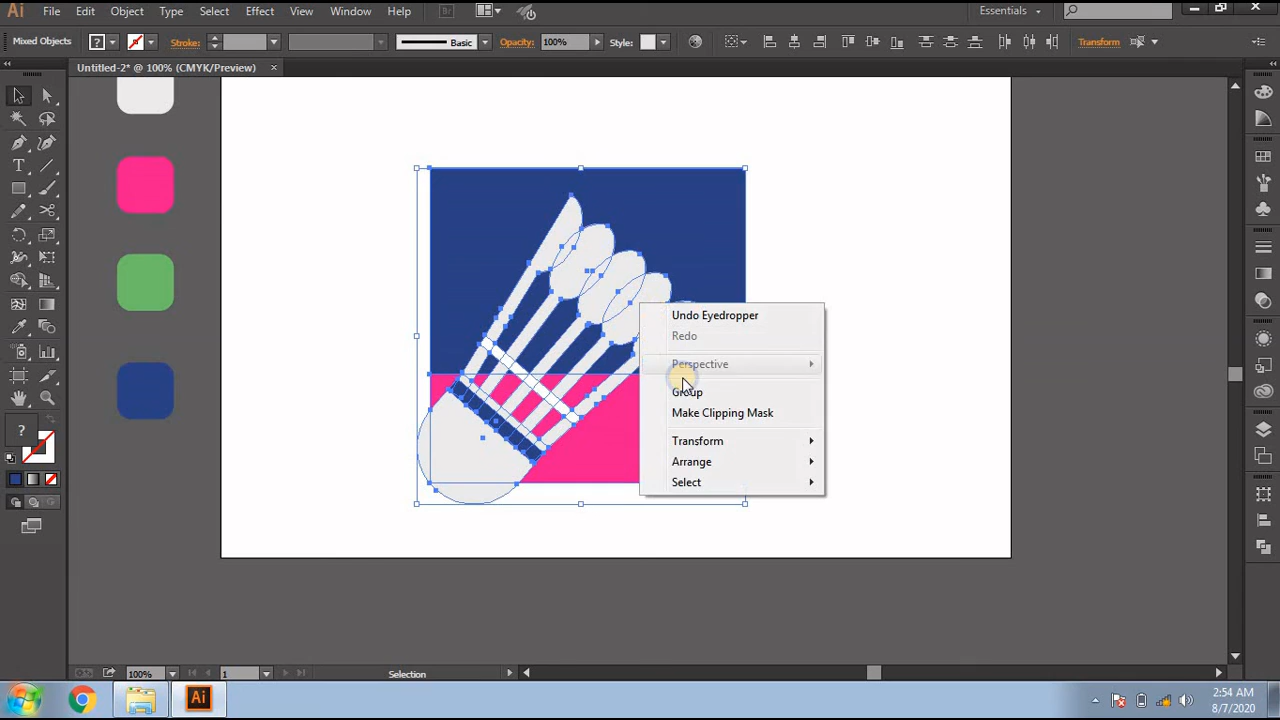 Ai File Edit Object Type Select Effect View Window Help Br Essentials
Mixed Objects ? Stroke: Basic Opacity: 100% Style: Transform
Untitled-2* @ 100% (CMYK/Preview) ×
T
?
Undo Eyedropper
Redo
Perspective
Group
Make Clipping Mask
Transform
Arrange
Select
100% 1 Selection
Ai
2:54 AM
8/7/2020